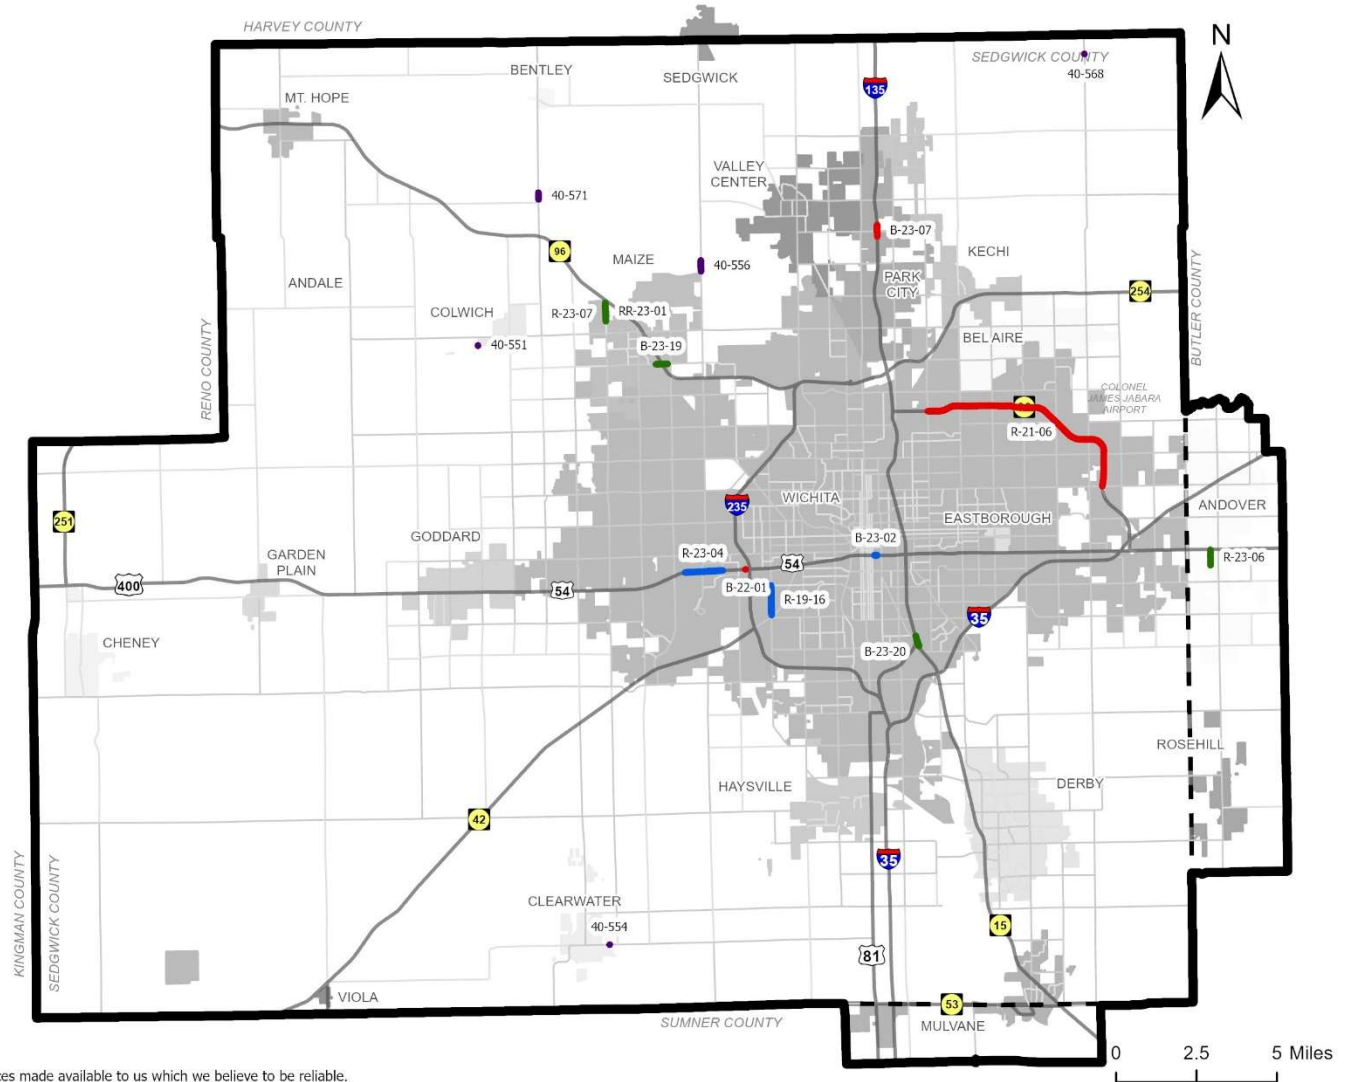 HARVEY COUNTY
N
BENTLEY
SEDGWICK
SEDGWICK COUNTY
40-568
135
MT. HOPE
VALLEY
CENTER
40-571
B-23-07
96
MAIZE
40-556
KECHI
PARK
CITY
254
BUTLER COUNTY
ANDALE
COLWICH
R-23-07
RR-23-01
RENO COUNTY
40-551
B-23-19
BEL AIRE
COLONEL
JAMES JABARA
AIRPORT
R-21-06
235
WICHITA
EASTBOROUGH
ANDOVER
251
GODDARD
B-23-02
R-23-04
GARDEN
PLAIN
54
R-23-06
400
54
B-22-01
R-19-16
35
CHENEY
B-23-20
ROSEHILL
HAYSVILLE
DERBY
42
35
KINGMAN COUNTY
SEDGWICK COUNTY
CLEARWATER
40-554
15
81
VIOLA
53
SUMNER COUNTY
MULVANE
0 2.5 5 Miles
ces made available to us which we believe to be reliable.